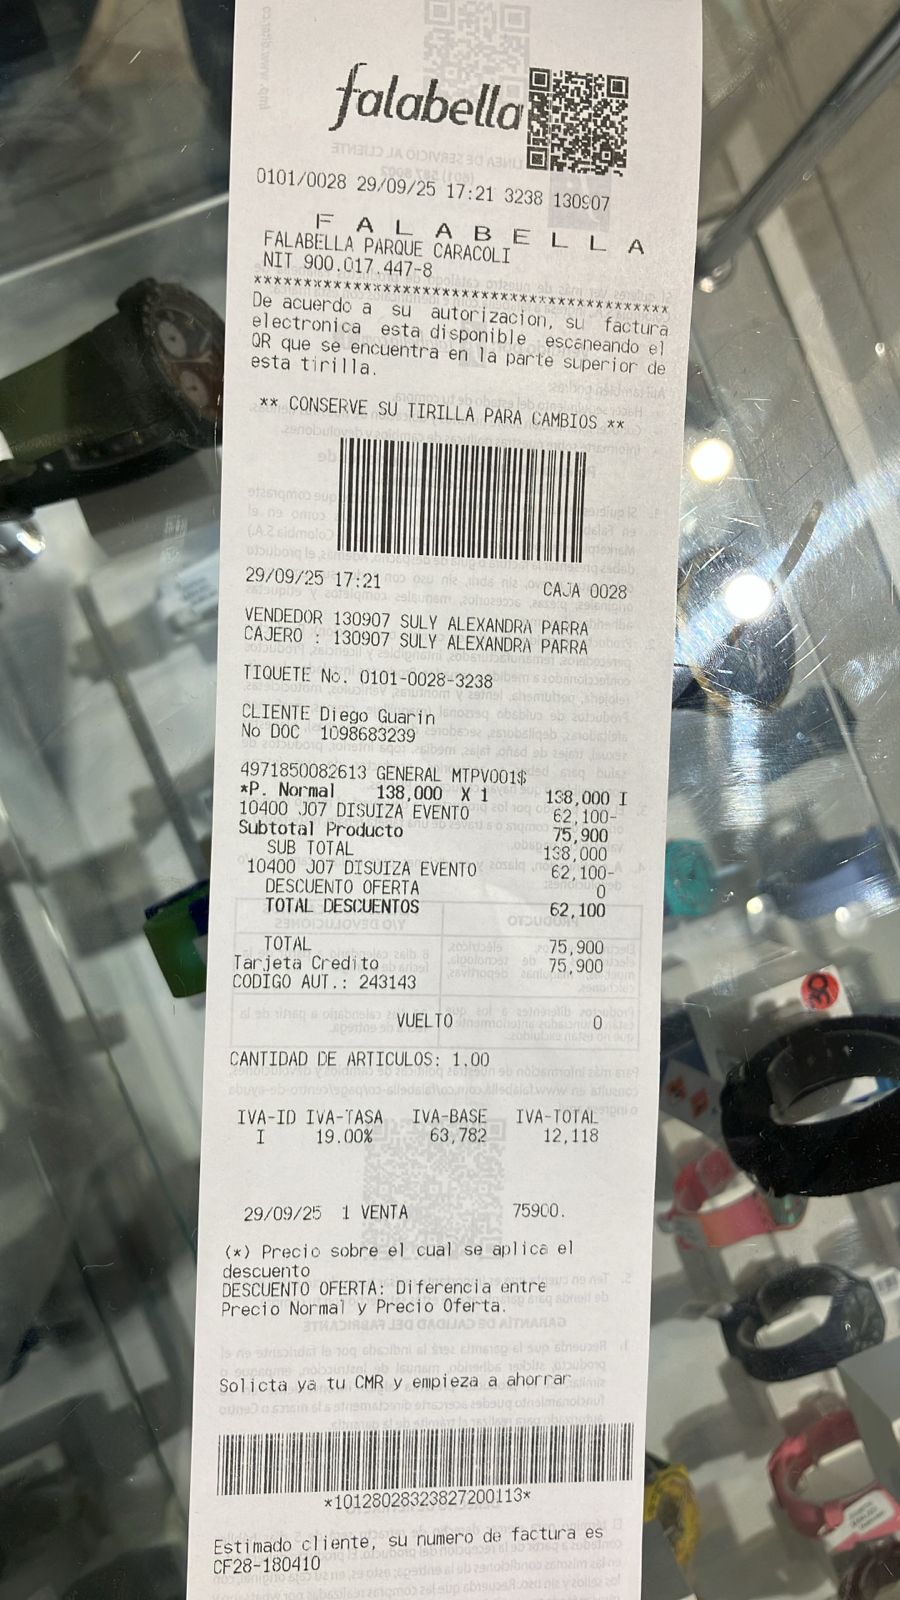 falabella
0101/0028 29/09/25 17:21 3238 130907
F A L A B E L L A
FALABELLA PARQUE CARACOLI
NIT 900.017.447-8
******************************************
De acuerdo a su autorizacion, su factura
electronica esta disponible escaneando el
QR que se encuentra en la parte superior de
esta tirilla.
** CONSERVE SU TIRILLA PARA CAMBIOS **
29/09/25 17:21 CAJA 0028
VENDEDOR 130907 SULY ALEXANDRA PARRA
CAJERO : 130907 SULY ALEXANDRA PARRA
TIQUETE No. 0101-0028-3238
CLIENTE Diego Guarin
No DOC 1098683239
4971850082613 GENERAL MTPV001$
*P. Normal 138,000 X 1 138,000 I
10400 J07 DISUIZA EVENTO 62,100-
Subtotal Producto 75,900
SUB TOTAL 138,000
10400 J07 DISUIZA EVENTO 62,100-
DESCUENTO OFERTA 0
TOTAL DESCUENTOS 62,100
TOTAL 75,900
Tarjeta Credito 75,900
CODIGO AUT.: 243143
VUELTO 0
CANTIDAD DE ARTICULOS: 1,00
IVA-ID IVA-TASA IVA-BASE IVA-TOTAL
I 19.00% 63,782 12,118
29/09/25 1 VENTA 75900.
(*) Precio sobre el cual se aplica el
descuento
DESCUENTO OFERTA: Diferencia entre
Precio Normal y Precio Oferta.
Solicta ya tu CMR y empieza a ahorrar
*10128028323827200113*
Estimado cliente, su numero de factura es
CF28-180410
30